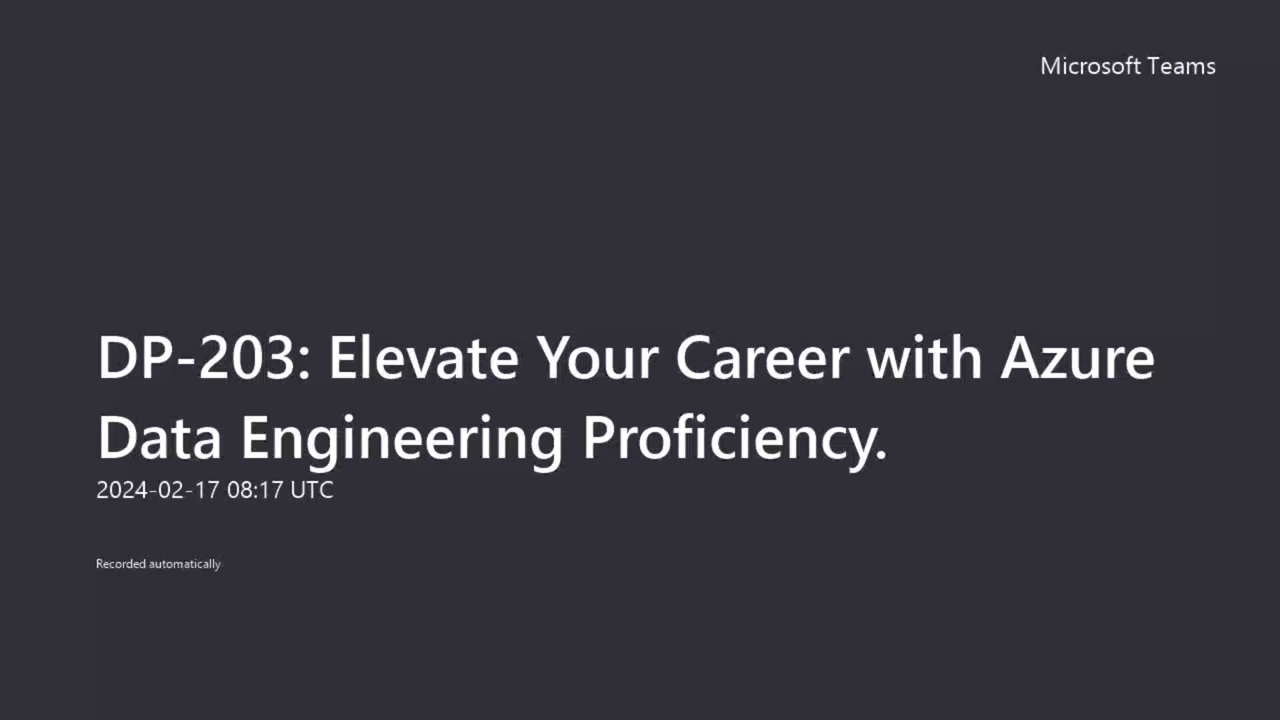 Microsoft Teams
DP-203: Elevate Your Career with Azure
Data Engineering Proficiency.
2024-02-17 08:17 UTC
Recorded automatically